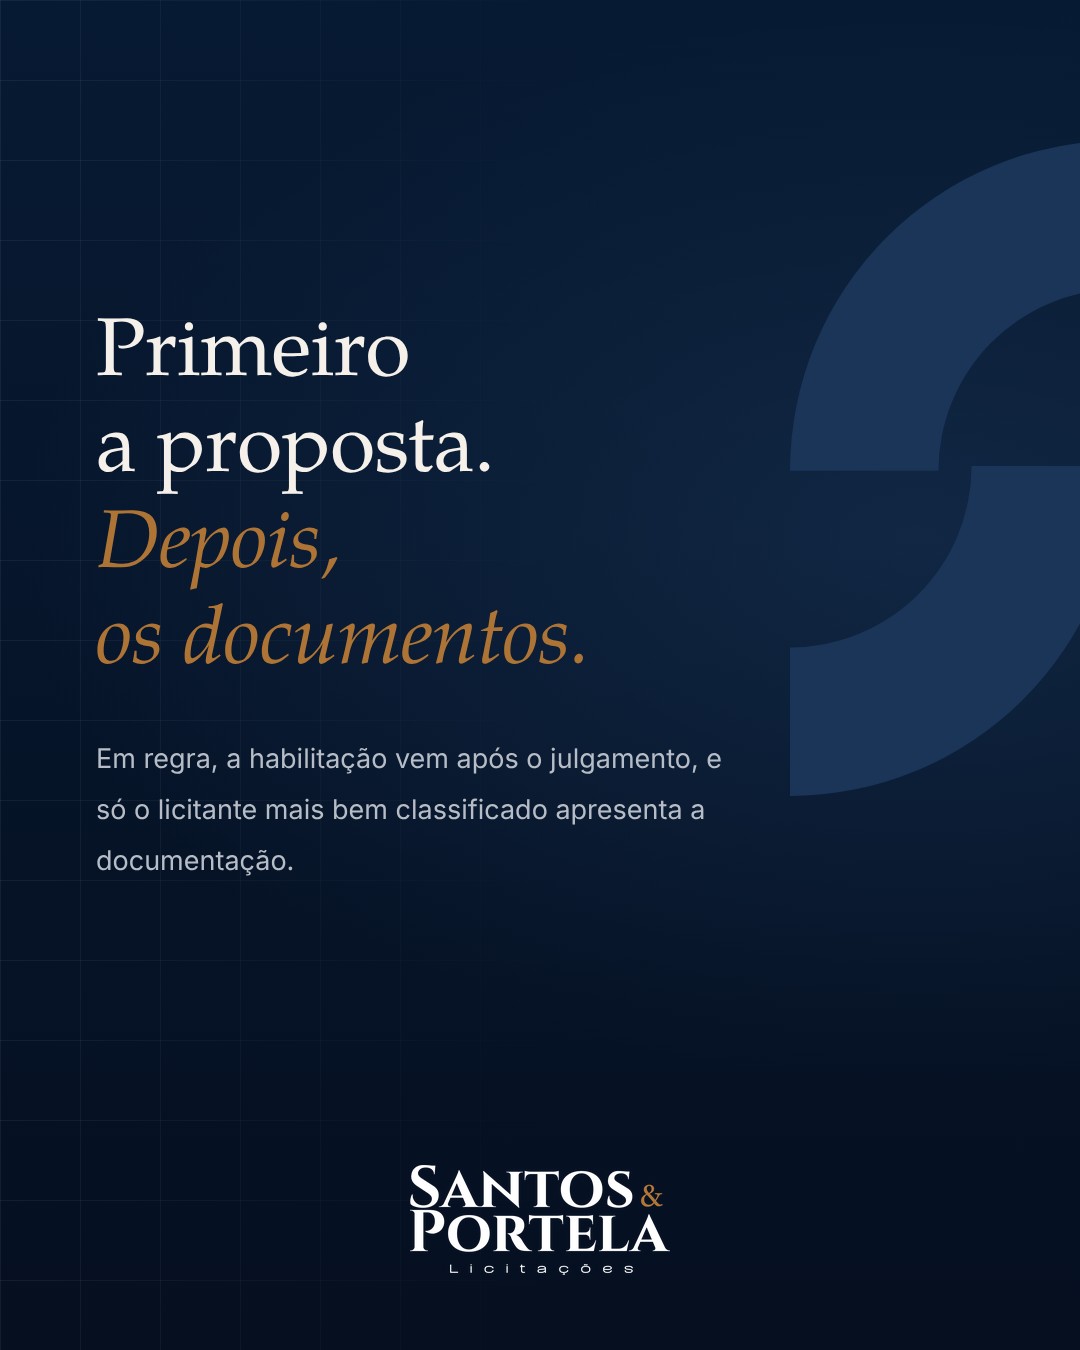 Primeiro
a proposta.
Depois,
os documentos.
Em regra, a habilitação vem após o julgamento, e
só o licitante mais bem classificado apresenta a
documentação.
SANTOS &
PORTELA
Licitações